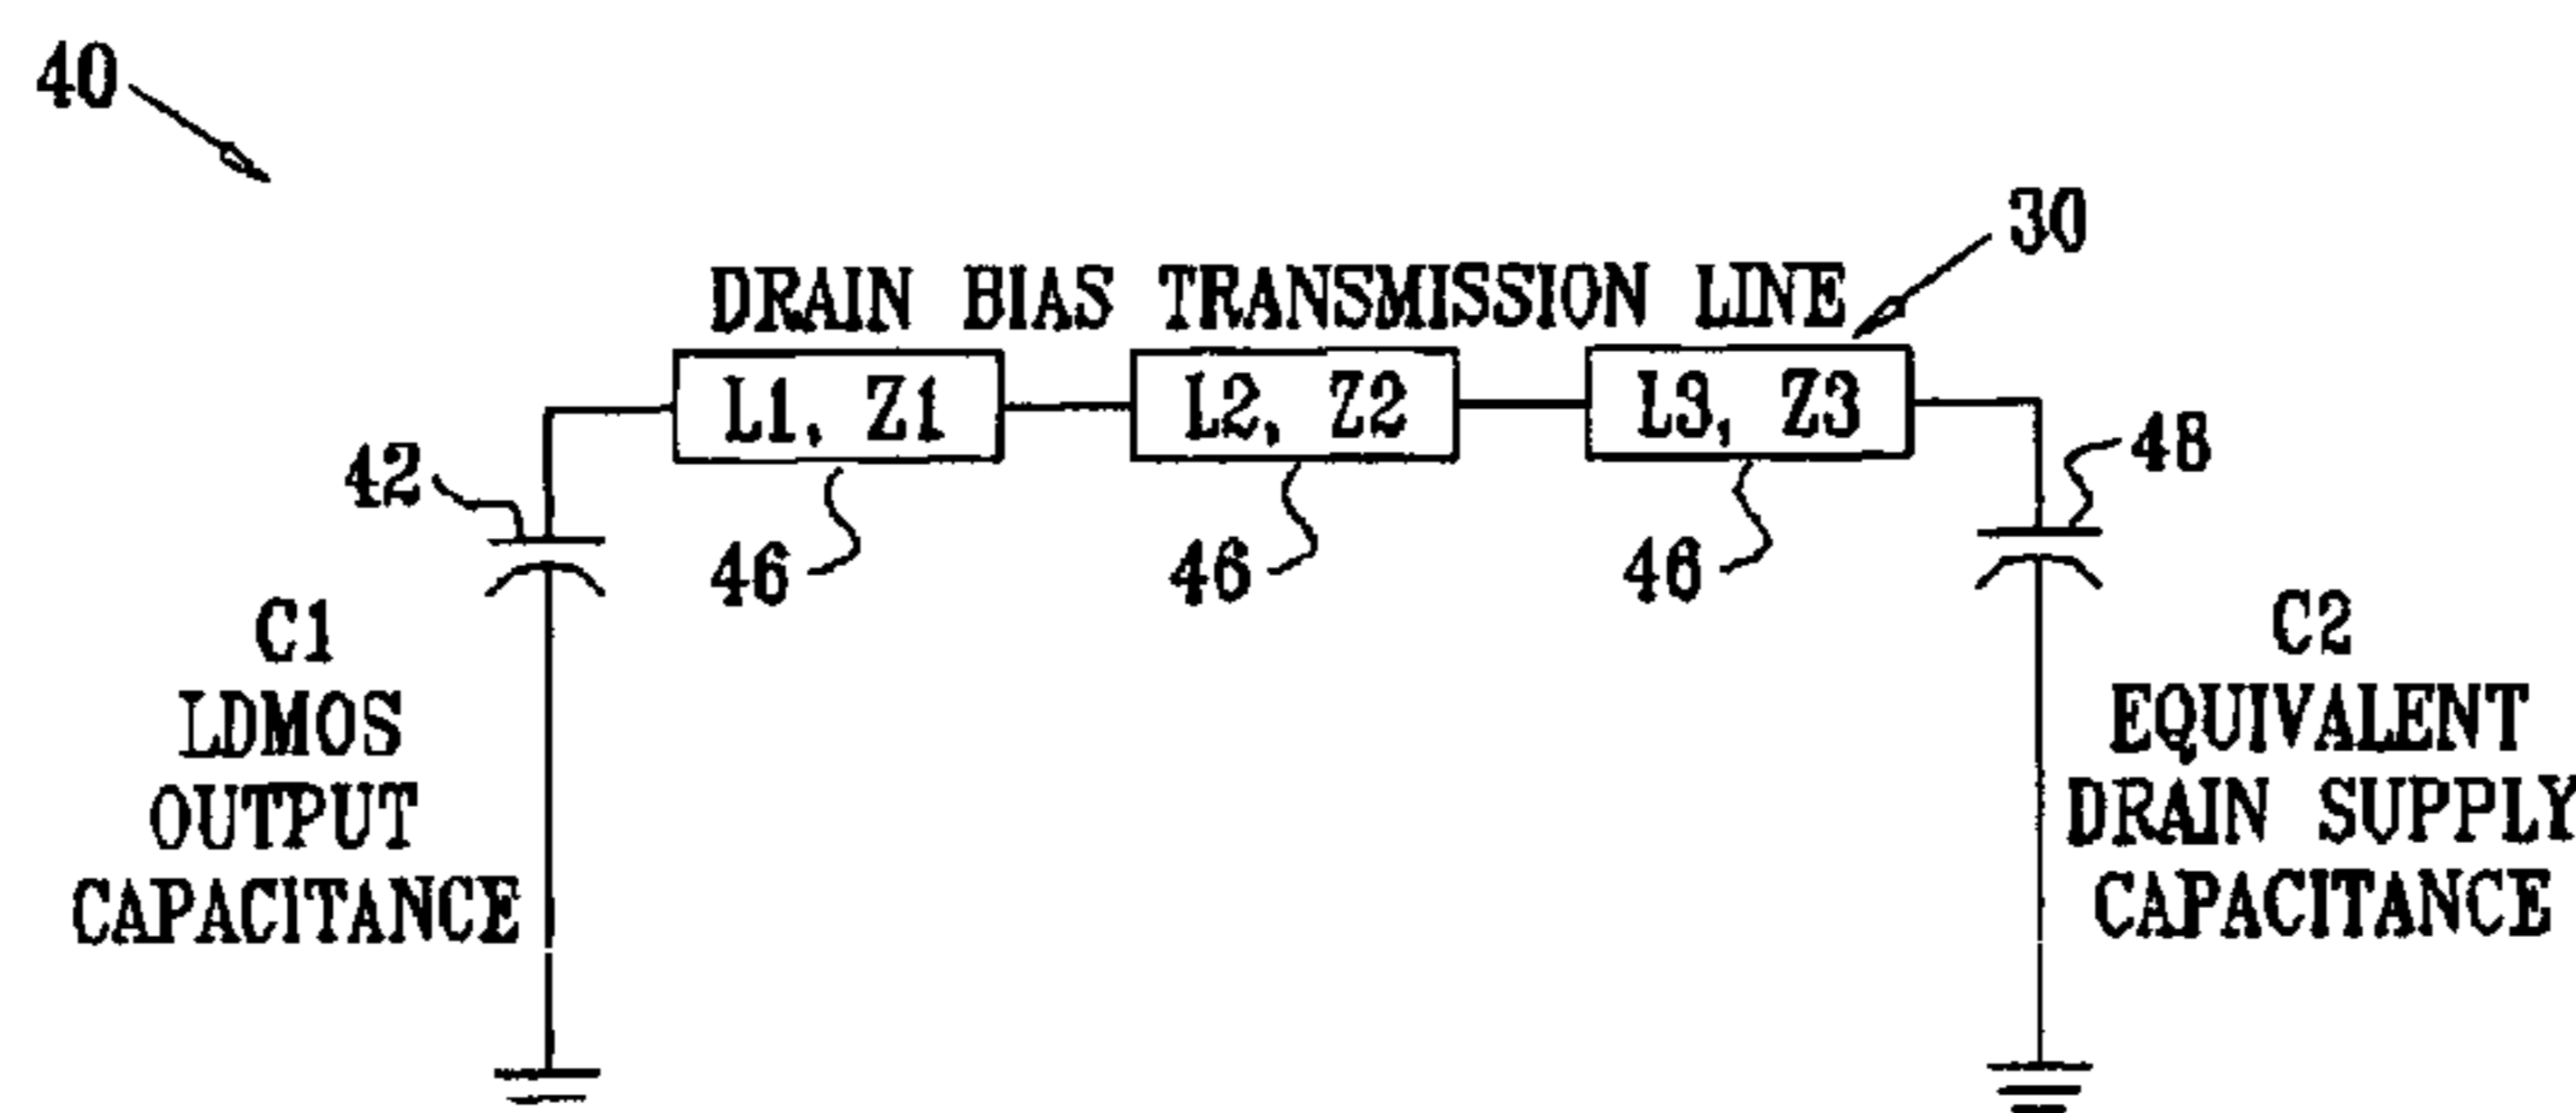 40
30
DRAIN BIAS TRANSMISSION LINE
L1, Z1
L2, Z2
L3, Z3
42
46
46
46
48
C1
LDMOS
OUTPUT
CAPACITANCE
C2
EQUIVALENT
DRAIN SUPPLY
CAPACITANCE